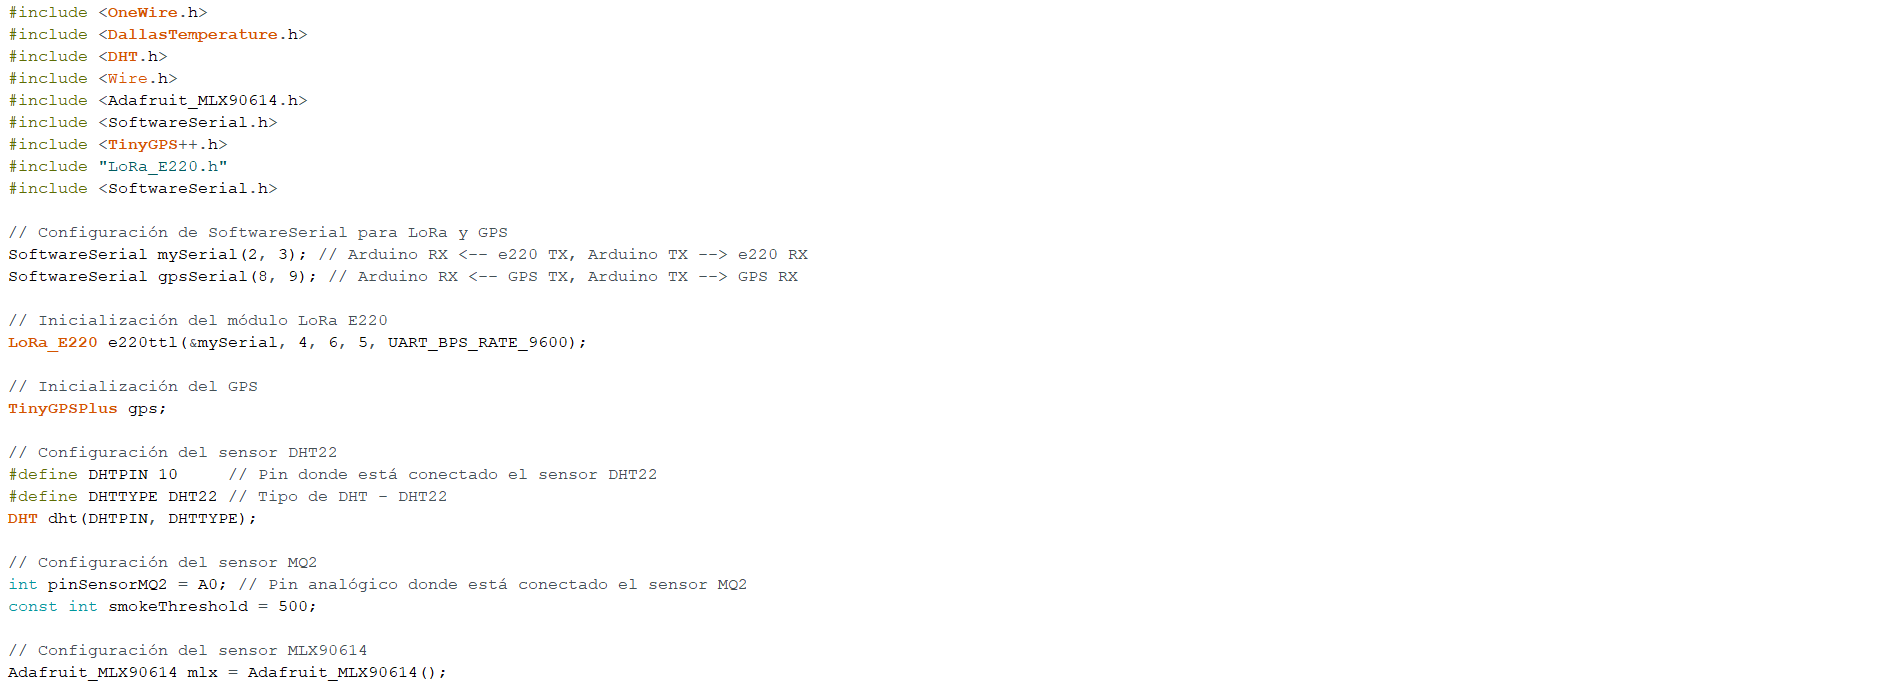 #include <OneWire.h>
#include <DallasTemperature.h>
#include <DHT.h>
#include <Wire.h>
#include <Adafruit_MLX90614.h>
#include <SoftwareSerial.h>
#include <TinyGPS++.h>
#include "LoRa_E220.h"
#include <SoftwareSerial.h>

// Configuración de SoftwareSerial para LoRa y GPS
SoftwareSerial mySerial(2, 3); // Arduino RX <-- e220 TX, Arduino TX --> e220 RX
SoftwareSerial gpsSerial(8, 9); // Arduino RX <-- GPS TX, Arduino TX --> GPS RX

// Inicialización del módulo LoRa E220
LoRa_E220 e220ttl(&mySerial, 4, 6, 5, UART_BPS_RATE_9600);

// Inicialización del GPS
TinyGPSPlus gps;

// Configuración del sensor DHT22
#define DHTPIN 10     // Pin donde está conectado el sensor DHT22
#define DHTTYPE DHT22 // Tipo de DHT - DHT22
DHT dht(DHTPIN, DHTTYPE);

// Configuración del sensor MQ2
int pinSensorMQ2 = A0; // Pin analógico donde está conectado el sensor MQ2
const int smokeThreshold = 500;

// Configuración del sensor MLX90614
Adafruit_MLX90614 mlx = Adafruit_MLX90614();